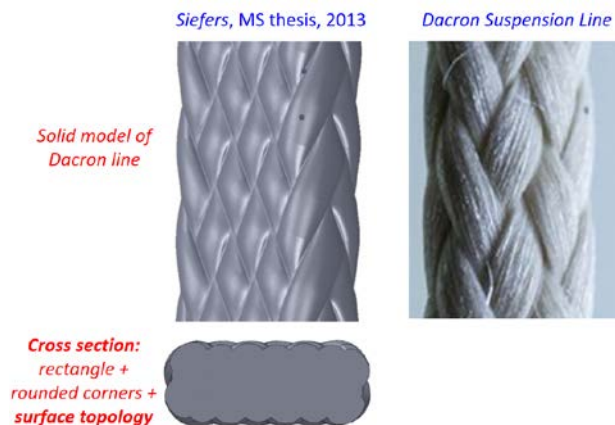 Siefers, MS thesis, 2013
Dacron Suspension Line
Solid model of
Dacron line
Cross section:
rectangle +
rounded corners +
surface topology